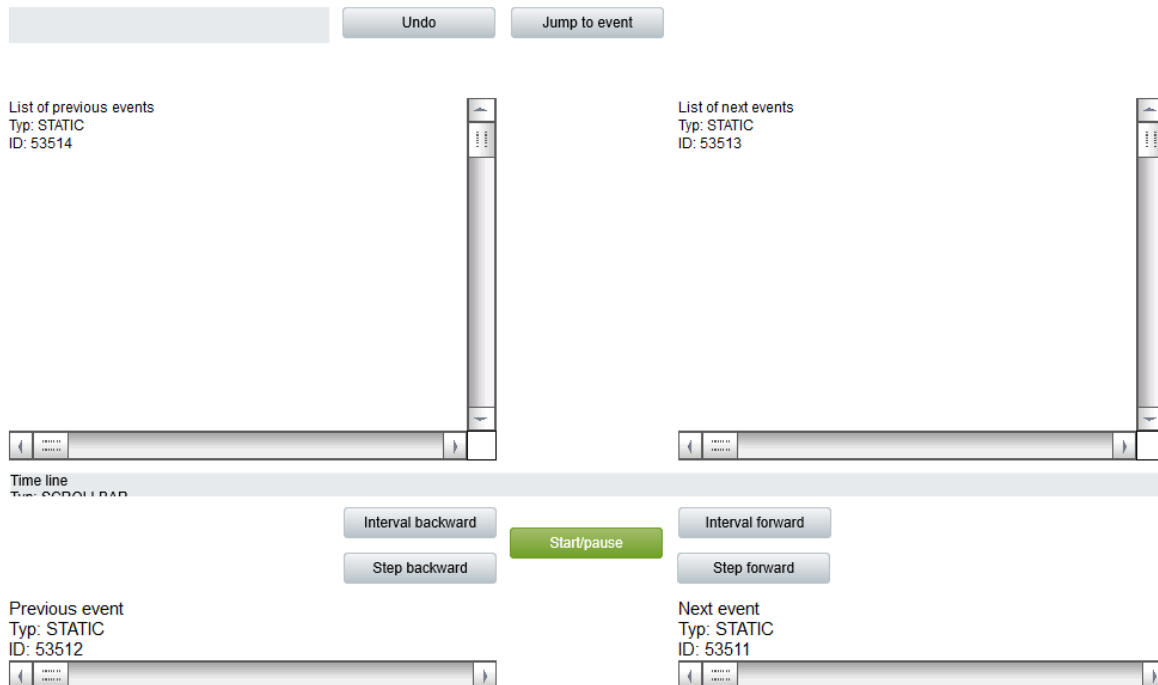 Undo
Jump to event
List of previous events
Typ: STATIC
ID: 53514
List of next events
Typ: STATIC
ID: 53513
Time line
Typ: SCROLLBAR
Interval backward
Start/pause
Interval forward
Step backward
Step forward
Previous event
Typ: STATIC
ID: 53512
Next event
Typ: STATIC
ID: 53511